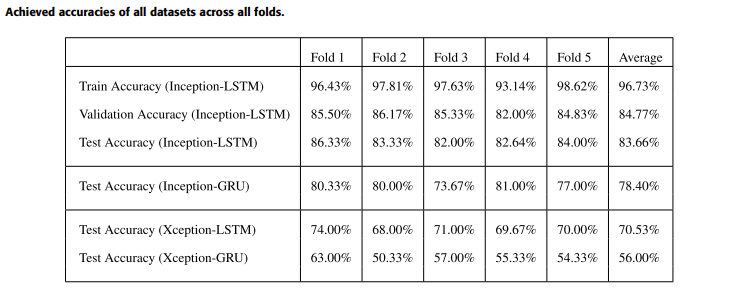 Achieved accuracies of all datasets across all folds.
Fold 1 Fold 2 Fold 3 Fold 4 Fold 5 Average
Train Accuracy (Inception-LSTM) 96.43% 97.81% 97.63% 93.14% 98.62% 96.73%
Validation Accuracy (Inception-LSTM) 85.50% 86.17% 85.33% 82.00% 84.83% 84.77%
Test Accuracy (Inception-LSTM) 86.33% 83.33% 82.00% 82.64% 84.00% 83.66%
Test Accuracy (Inception-GRU) 80.33% 80.00% 73.67% 81.00% 77.00% 78.40%
Test Accuracy (Xception-LSTM) 74.00% 68.00% 71.00% 69.67% 70.00% 70.53%
Test Accuracy (Xception-GRU) 63.00% 50.33% 57.00% 55.33% 54.33% 56.00%